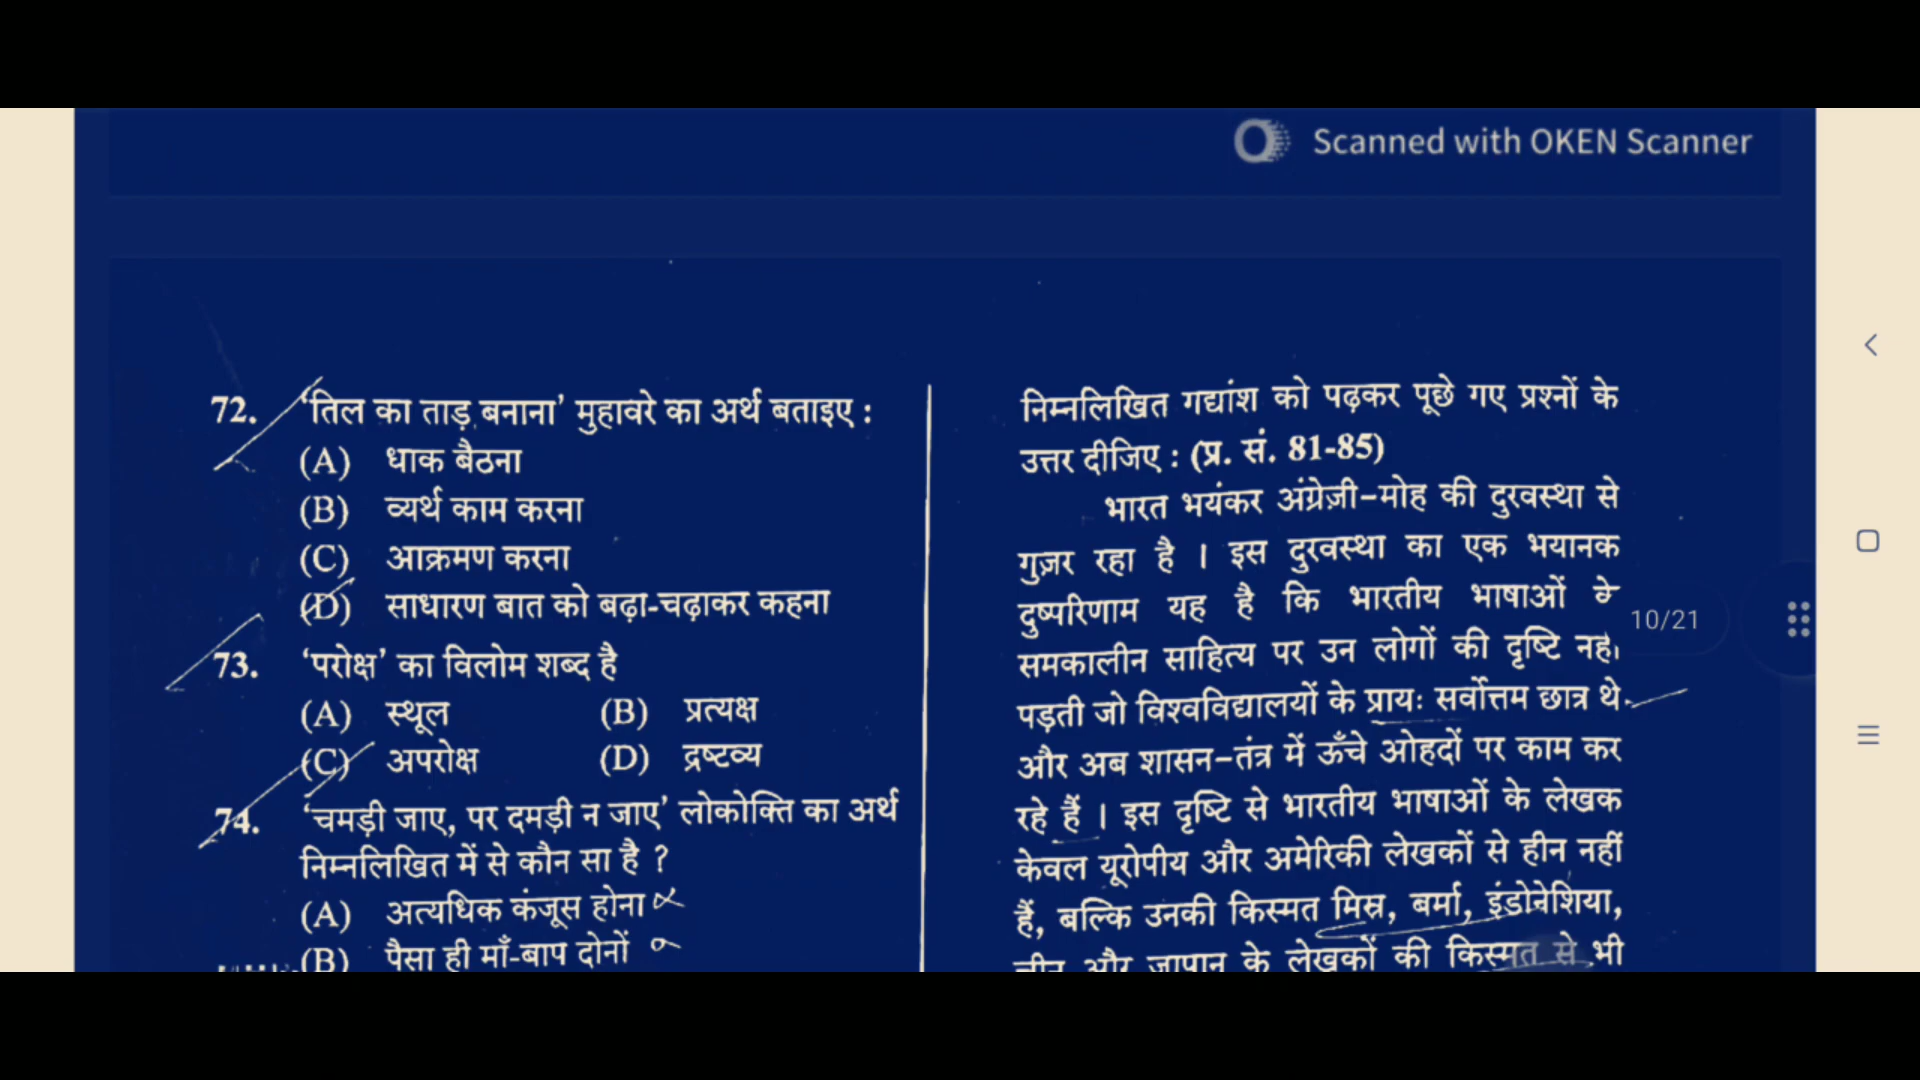 Scanned with OKEN Scanner
72. 'तिल का ताड़ बनाना' मुहावरे का अर्थ बताइए :
(A) धाक बैठना
(B) व्यर्थ काम करना
(C) आक्रमण करना
(D) साधारण बात को बढ़ा-चढ़ाकर कहना
73. 'परोक्ष' का विलोम शब्द है
(A) स्थूल (B) प्रत्यक्ष
(C) अपरोक्ष (D) द्रष्टव्य
74. 'चमड़ी जाए, पर दमड़ी न जाए' लोकोक्ति का अर्थ
निम्नलिखित में से कौन सा है ?
(A) अत्यधिक कंजूस होना
(B) पैसा ही माँ-बाप दोनों
निम्नलिखित गद्यांश को पढ़कर पूछे गए प्रश्नों के
उत्तर दीजिए : (प्र. सं. 81-85)
भारत भयंकर अंग्रेज़ी-मोह की दुरवस्था से
गुज़र रहा है । इस दुरवस्था का एक भयानक
दुष्परिणाम यह है कि भारतीय भाषाओं के
समकालीन साहित्य पर उन लोगों की दृष्टि नहीं
पड़ती जो विश्वविद्यालयों के प्रायः सर्वोत्तम छात्र थे
और अब शासन-तंत्र में ऊँचे ओहदों पर काम कर
रहे हैं । इस दृष्टि से भारतीय भाषाओं के लेखक
केवल यूरोपीय और अमेरिकी लेखकों से हीन नहीं
हैं, बल्कि उनकी किस्मत मिस्र, बर्मा, इंडोनेशिया,
चीन और जापान के लेखकों की किस्मत से भी
10/21